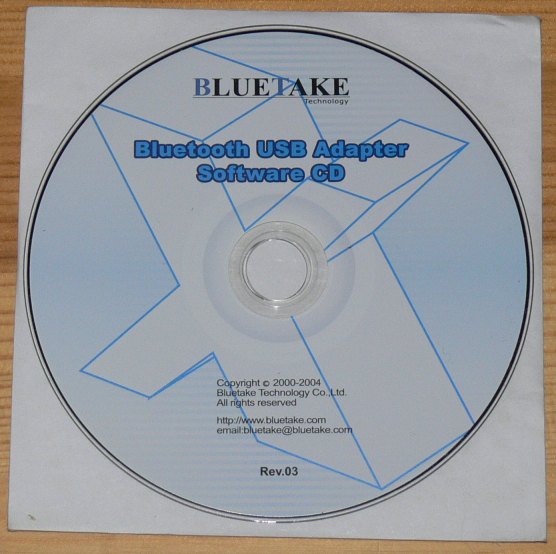 BLUETAKE
Technology
Bluetooth USB Adapter
Software CD
Copyright © 2000-2004
Bluetake Technology Co.,Ltd.
All rights reserved
http://www.bluetake.com
email:bluetake@bluetake.com
Rev.03